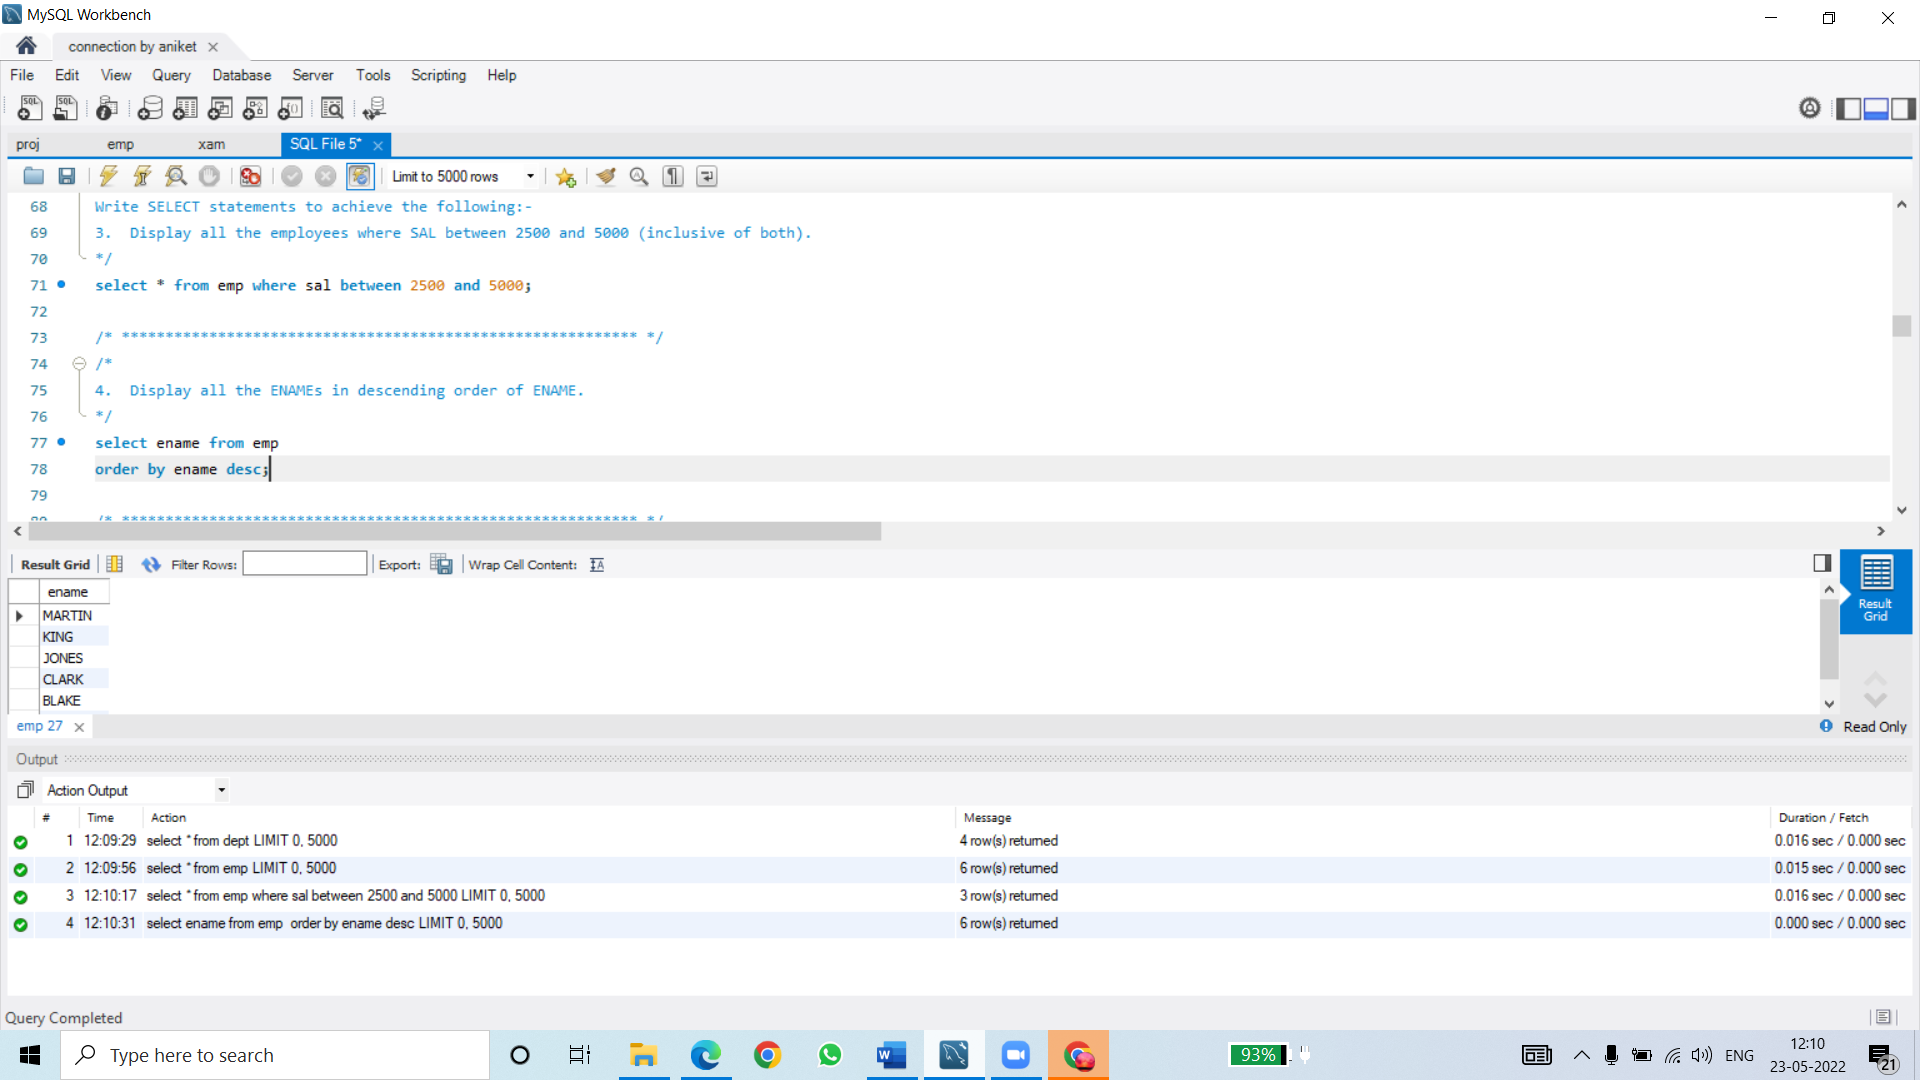 MySQL Workbench
connection by aniket
File Edit View Query Database Server Tools Scripting Help
proj emp xam SQL File 5*
Limit to 5000 rows
68 Write SELECT statements to achieve the following:-
69 3. Display all the employees where SAL between 2500 and 5000 (inclusive of both).
70 */
71 select * from emp where sal between 2500 and 5000;
72
73 /* *********************************************************** */
74 /*
75 4. Display all the ENAMEs in descending order of ENAME.
76 */
77 select ename from emp
78 order by ename desc;
79
80 /* *********************************************************** */
Result Grid Filter Rows: Export: Wrap Cell Content:
ename
MARTIN
KING
JONES
CLARK
BLAKE
Result
Grid
emp 27
Read Only
Output
Action Output
# Time Action Message Duration / Fetch
1 12:09:29 select * from dept LIMIT 0, 5000 4 row(s) returned 0.016 sec / 0.000 sec
2 12:09:56 select * from emp LIMIT 0, 5000 6 row(s) returned 0.015 sec / 0.000 sec
3 12:10:17 select * from emp where sal between 2500 and 5000 LIMIT 0, 5000 3 row(s) returned 0.016 sec / 0.000 sec
4 12:10:31 select ename from emp order by ename desc LIMIT 0, 5000 6 row(s) returned 0.000 sec / 0.000 sec
Query Completed
Type here to search
93%
ENG
12:10
23-05-2022
21